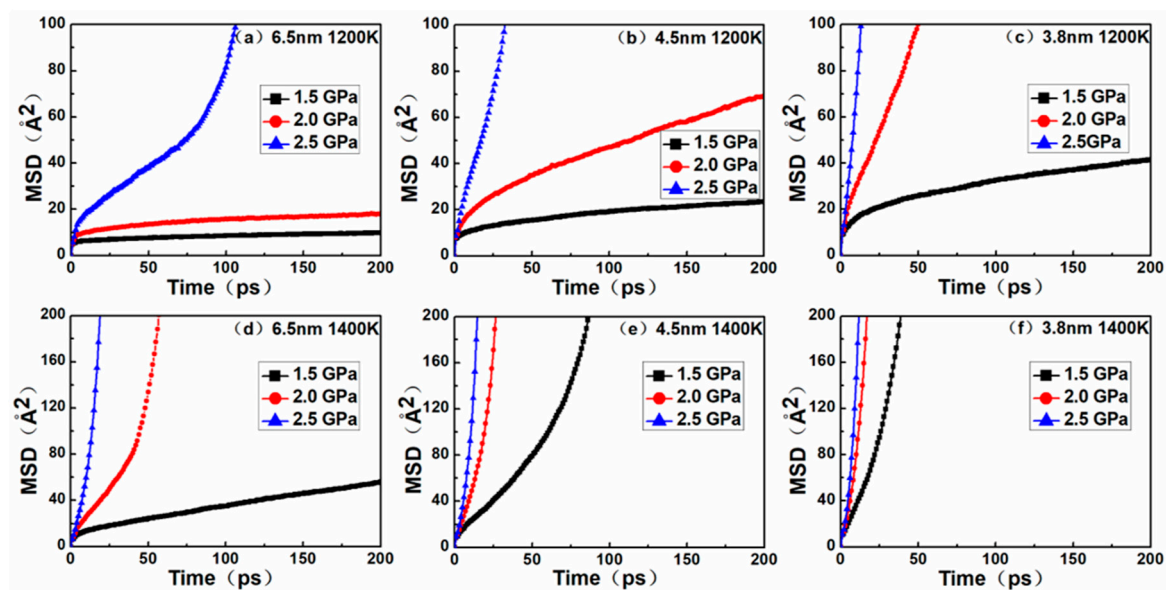 (a) 6.5nm 1200K
MSD (Å²)
100
80
60
40
20
0
1.5 GPa
2.0 GPa
2.5 GPa
0 50 100 150 200
Time (ps)
(b) 4.5nm 1200K
MSD (Å²)
100
80
60
40
20
0
1.5 GPa
2.0 GPa
2.5 GPa
0 50 100 150 200
Time (ps)
(c) 3.8nm 1200K
MSD (Å²)
100
80
60
40
20
0
1.5 GPa
2.0 GPa
2.5GPa
0 50 100 150 200
Time (ps)
(d) 6.5nm 1400K
MSD (Å²)
200
160
120
80
40
0
1.5 GPa
2.0 GPa
2.5 GPa
0 50 100 150 200
Time (ps)
(e) 4.5nm 1400K
MSD (Å²)
200
160
120
80
40
0
1.5 GPa
2.0 GPa
2.5 GPa
0 50 100 150 200
Time (ps)
(f) 3.8nm 1400K
MSD (Å²)
200
160
120
80
40
0
1.5 GPa
2.0 GPa
2.5 GPa
0 50 100 150 200
Time (ps)